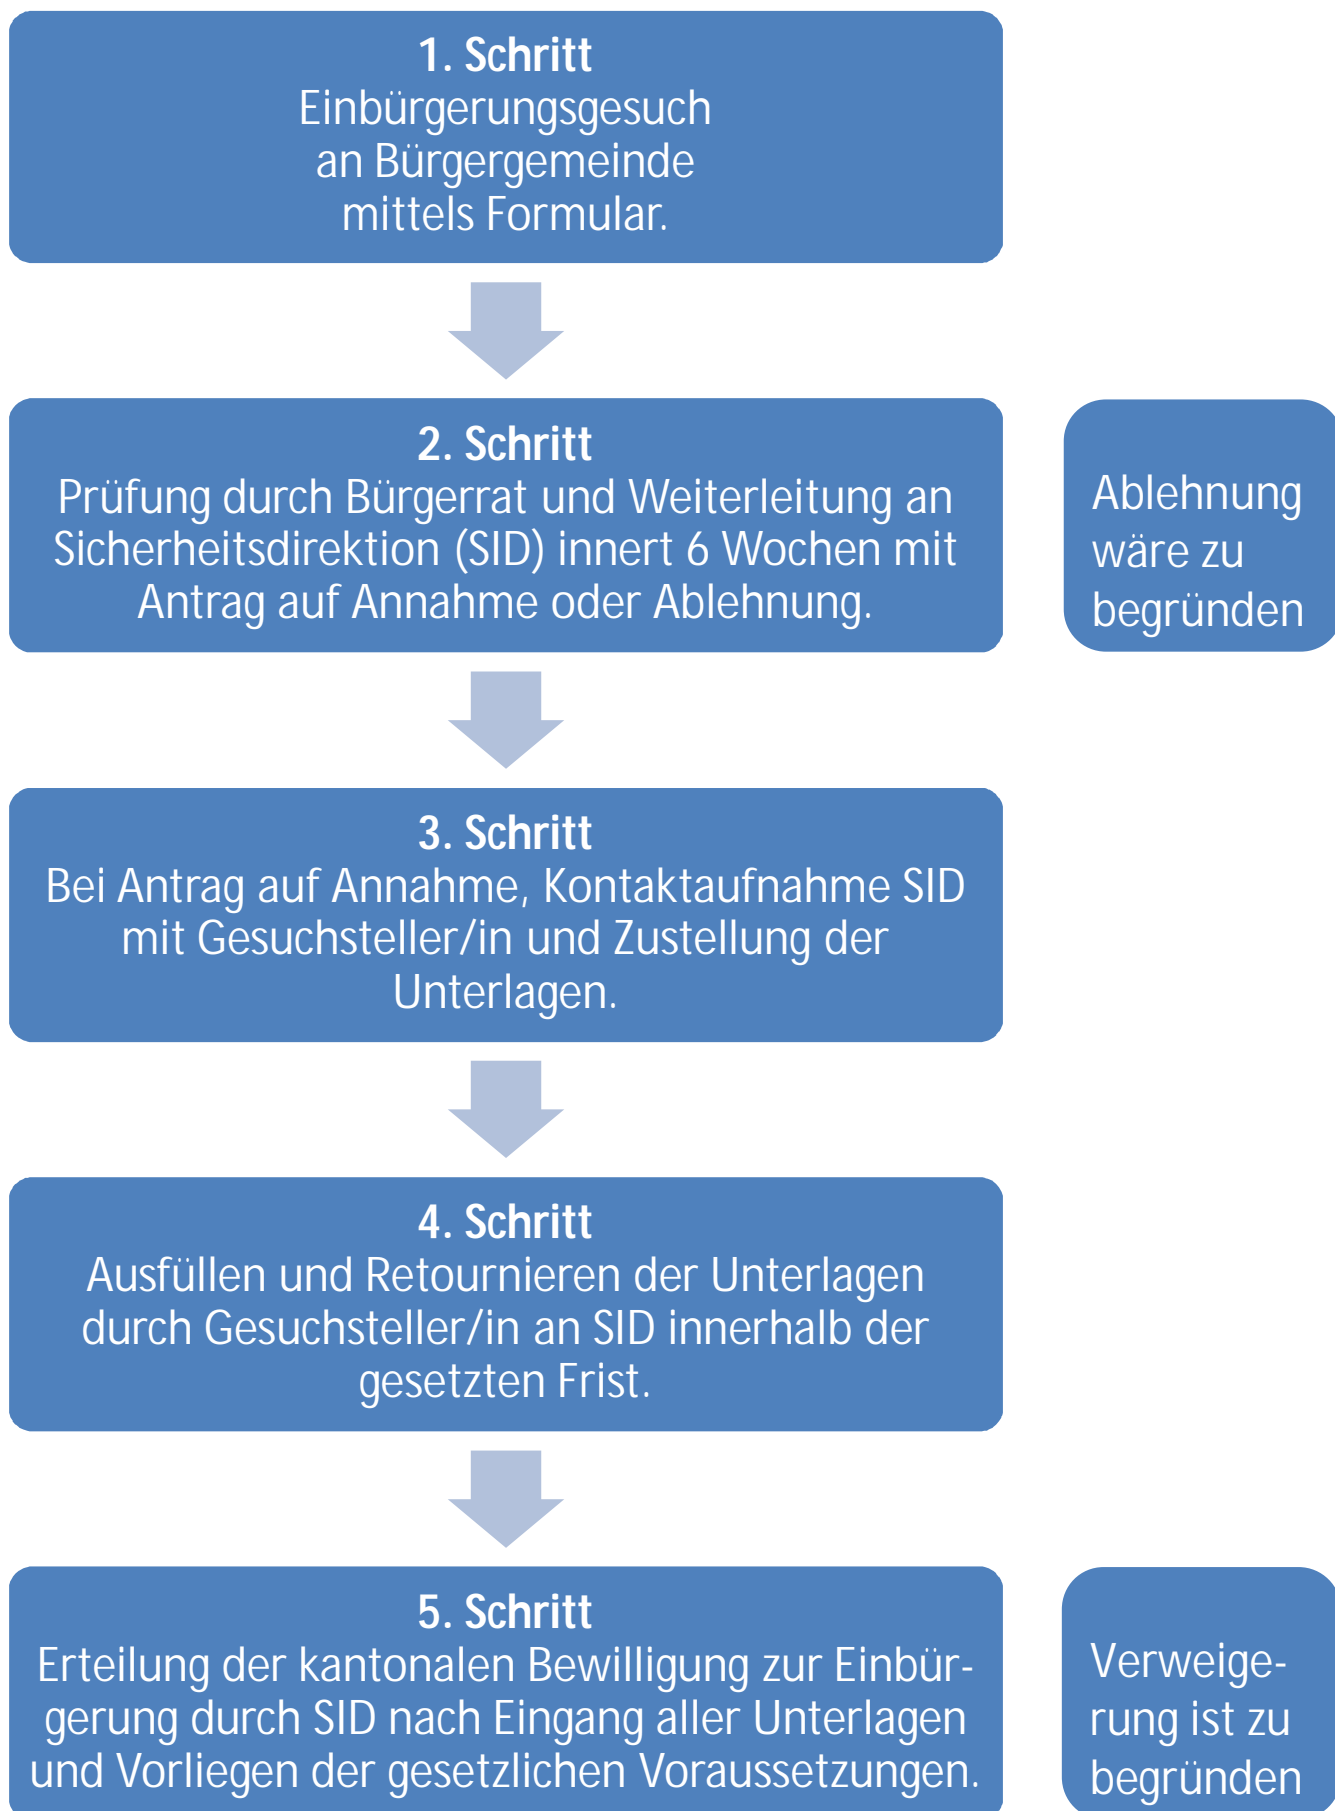 1. Schritt
Einbürgerungsgesuch
an Bürgergemeinde
mittels Formular.
2. Schritt
Prüfung durch Bürgerrat und Weiterleitung an
Sicherheitsdirektion (SID) innert 6 Wochen mit
Antrag auf Annahme oder Ablehnung.
Ablehnung
wäre zu
begründen
3. Schritt
Bei Antrag auf Annahme, Kontaktaufnahme SID
mit Gesuchsteller/in und Zustellung der
Unterlagen.
4. Schritt
Ausfüllen und Retournieren der Unterlagen
durch Gesuchsteller/in an SID innerhalb der
gesetzten Frist.
5. Schritt
Erteilung der kantonalen Bewilligung zur Einbür-
gerung durch SID nach Eingang aller Unterlagen
und Vorliegen der gesetzlichen Voraussetzungen.
Verweige-
rung ist zu
begründen